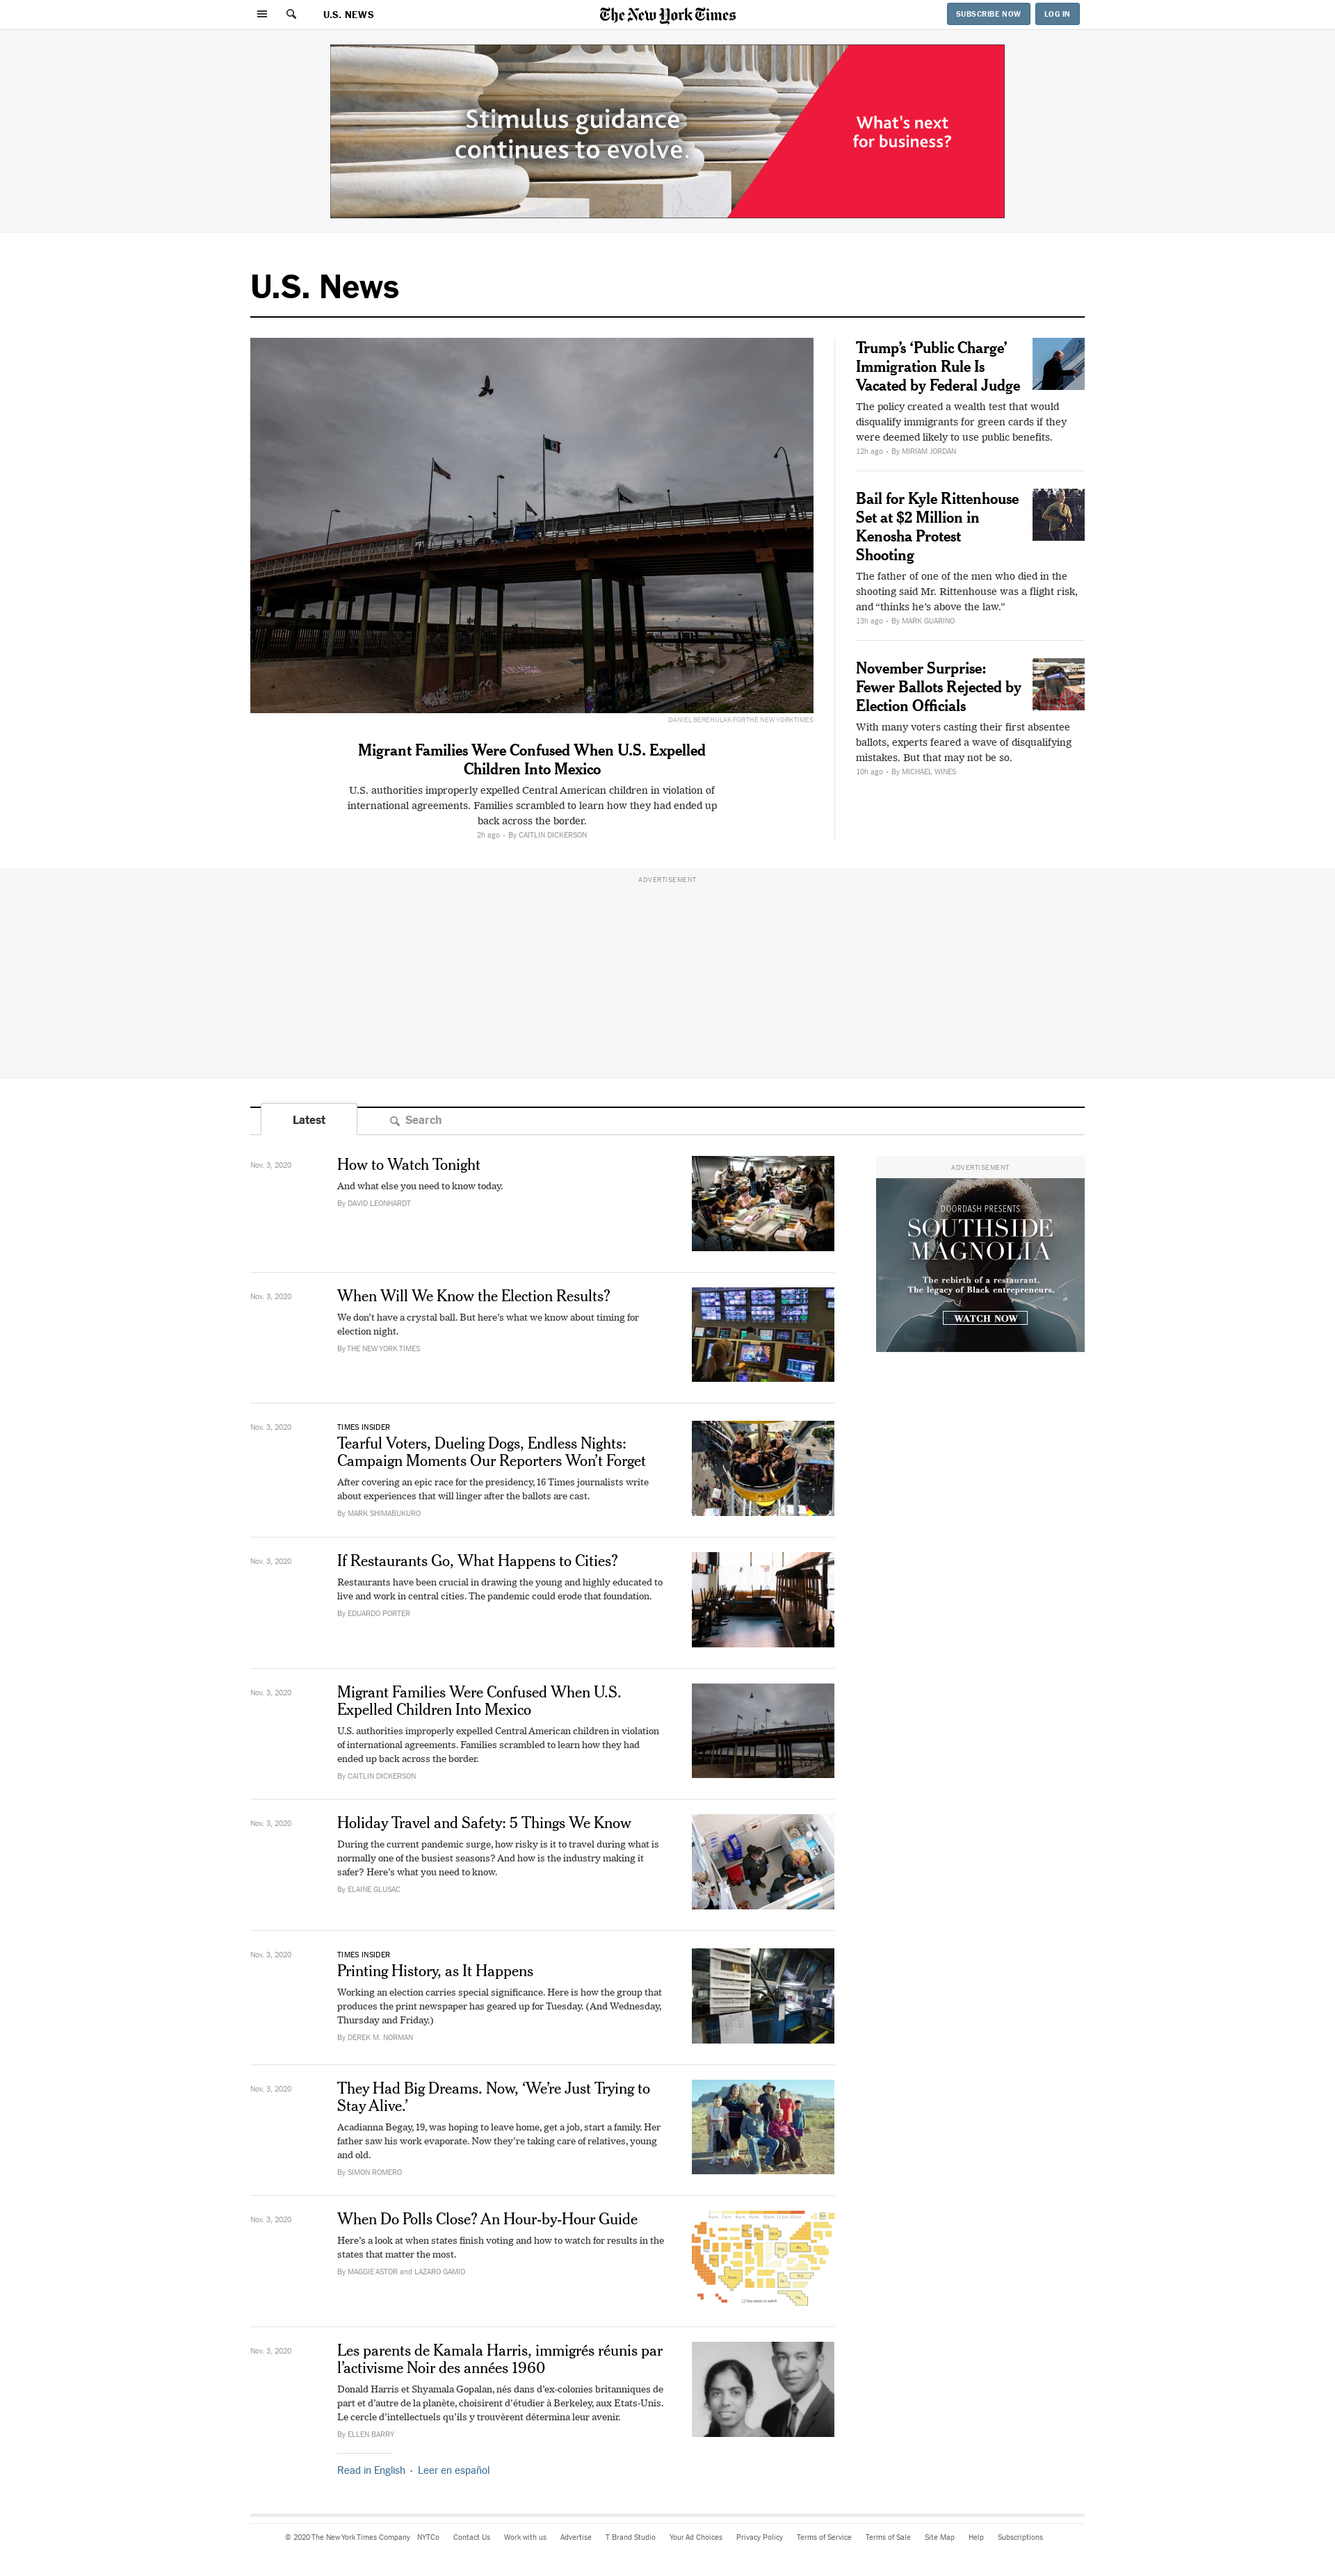 U.S. NEWS
The New York Times
SUBSCRIBE NOW
LOG IN
Stimulus guidance
continues to evolve.
What's next
for business?
U.S. News
DANIEL BEREHULAK FOR THE NEW YORK TIMES
Migrant Families Were Confused When U.S. Expelled
Children Into Mexico
U.S. authorities improperly expelled Central American children in violation of
international agreements. Families scrambled to learn how they had ended up
back across the border.
2h ago • By CAITLIN DICKERSON
Trump’s ‘Public Charge’
Immigration Rule Is
Vacated by Federal Judge
The policy created a wealth test that would
disqualify immigrants for green cards if they
were deemed likely to use public benefits.
12h ago • By MIRIAM JORDAN
Bail for Kyle Rittenhouse
Set at $2 Million in
Kenosha Protest
Shooting
The father of one of the men who died in the
shooting said Mr. Rittenhouse was a flight risk,
and “thinks he’s above the law.”
13h ago • By MARK GUARINO
November Surprise:
Fewer Ballots Rejected by
Election Officials
With many voters casting their first absentee
ballots, experts feared a wave of disqualifying
mistakes. But that may not be so.
10h ago • By MICHAEL WINES
ADVERTISEMENT
Latest
Search
Nov. 3, 2020
How to Watch Tonight
And what else you need to know today.
By DAVID LEONHARDT
ADVERTISEMENT
DOORDASH PRESENTS
SOUTHSIDE
MAGNOLIA
The rebirth of a restaurant.
The legacy of Black entrepreneurs.
WATCH NOW
Nov. 3, 2020
When Will We Know the Election Results?
We don’t have a crystal ball. But here’s what we know about timing for
election night.
By THE NEW YORK TIMES
Nov. 3, 2020
TIMES INSIDER
Tearful Voters, Dueling Dogs, Endless Nights:
Campaign Moments Our Reporters Won’t Forget
After covering an epic race for the presidency, 16 Times journalists write
about experiences that will linger after the ballots are cast.
By MARK SHIMABUKURO
Nov. 3, 2020
If Restaurants Go, What Happens to Cities?
Restaurants have been crucial in drawing the young and highly educated to
live and work in central cities. The pandemic could erode that foundation.
By EDUARDO PORTER
Nov. 3, 2020
Migrant Families Were Confused When U.S.
Expelled Children Into Mexico
U.S. authorities improperly expelled Central American children in violation
of international agreements. Families scrambled to learn how they had
ended up back across the border.
By CAITLIN DICKERSON
Nov. 3, 2020
Holiday Travel and Safety: 5 Things We Know
During the current pandemic surge, how risky is it to travel during what is
normally one of the busiest seasons? And how is the industry making it
safer? Here’s what you need to know.
By ELAINE GLUSAC
Nov. 3, 2020
TIMES INSIDER
Printing History, as It Happens
Working an election carries special significance. Here is how the group that
produces the print newspaper has geared up for Tuesday. (And Wednesday,
Thursday and Friday.)
By DEREK M. NORMAN
Nov. 3, 2020
They Had Big Dreams. Now, ‘We’re Just Trying to
Stay Alive.’
Acadianna Begay, 19, was hoping to leave home, get a job, start a family. Her
father saw his work evaporate. Now they’re taking care of relatives, young
and old.
By SIMON ROMERO
Nov. 3, 2020
When Do Polls Close? An Hour-by-Hour Guide
Here’s a look at when states finish voting and how to watch for results in the
states that matter the most.
By MAGGIE ASTOR and LAZARO GAMIO
Nov. 3, 2020
Les parents de Kamala Harris, immigrés réunis par
l’activisme Noir des années 1960
Donald Harris et Shyamala Gopalan, nés dans d’ex-colonies britanniques de
part et d’autre de la planète, choisirent d’étudier à Berkeley, aux Etats-Unis.
Le cercle d’intellectuels qu’ils y trouvèrent détermina leur avenir.
By ELLEN BARRY
Read in English • Leer en español
© 2020 The New York Times Company NYTCo Contact Us Work with us Advertise T Brand Studio Your Ad Choices Privacy Policy Terms of Service Terms of Sale Site Map Help Subscriptions